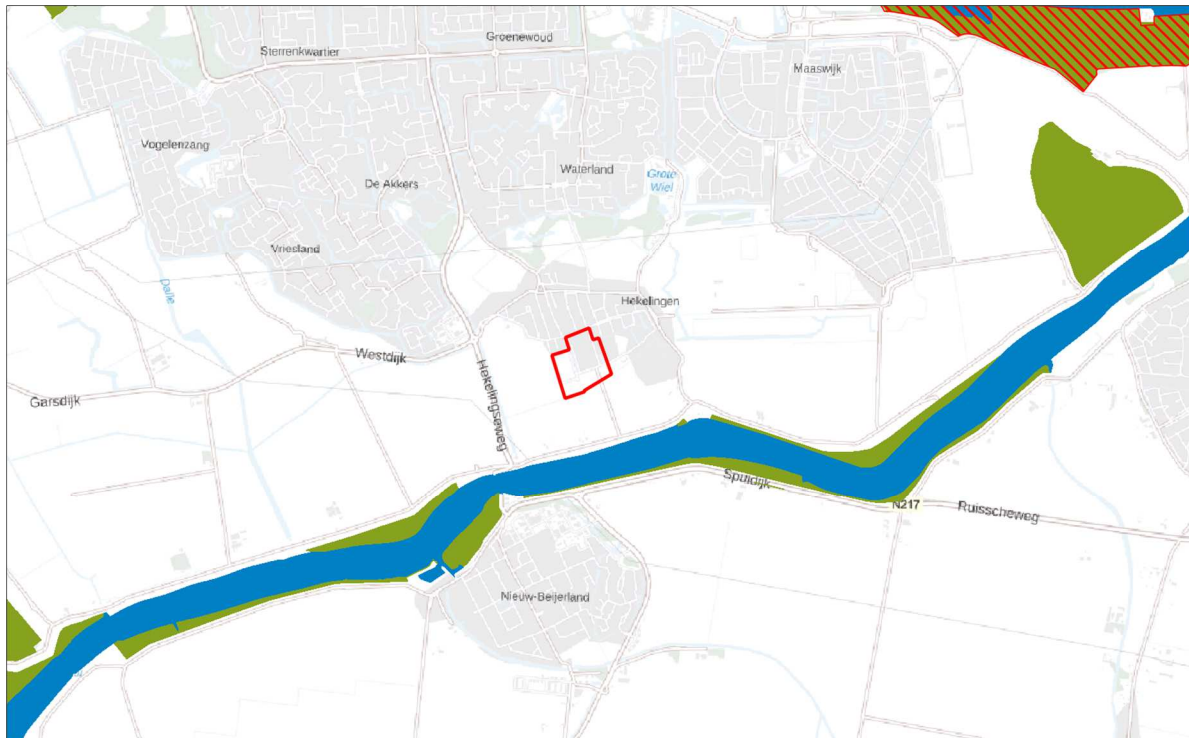 Groenewoud
Sterrenkwartier
Maaswijk
Vogelenzang
Waterland
Grote
Wiel
De Akkers
Vriesland
Dalle
Hekelingen
Westdijk
Hekelingseweg
Garsdijk
Spuidijk
N217
Ruisscheweg
Nieuw-Beijerland